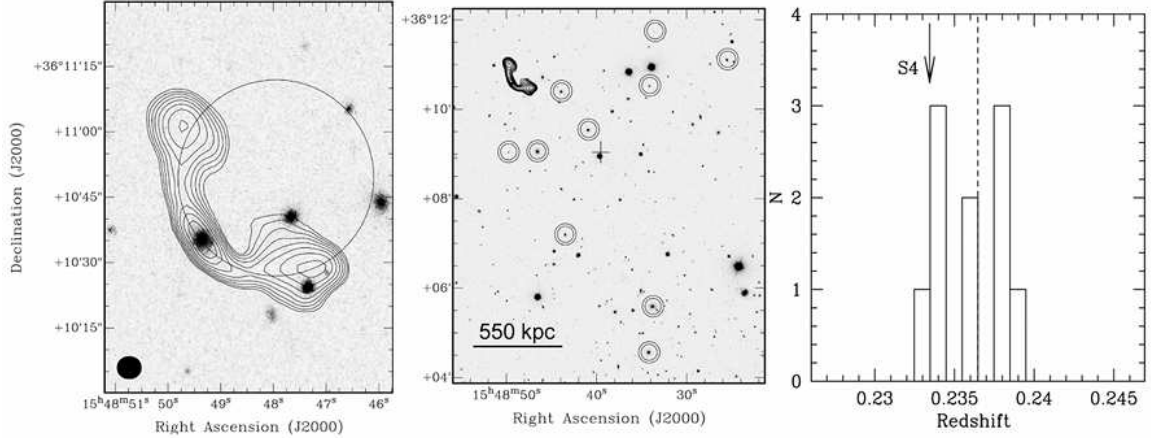 +36°11'15"
+11'00"
+10'45"
+10'30"
+10'15"
Declination (J2000)
15ʰ48ᵐ51ˢ 50ˢ 49ˢ 48ˢ 47ˢ 46ˢ
Right Ascension (J2000)
+36°12'
+10'
+08'
+06'
+04'
550 kpc
15ʰ48ᵐ50ˢ 40ˢ 30ˢ
Right Ascension (J2000)
4
3
2
1
0
N
S4
0.23 0.235 0.24 0.245
Redshift